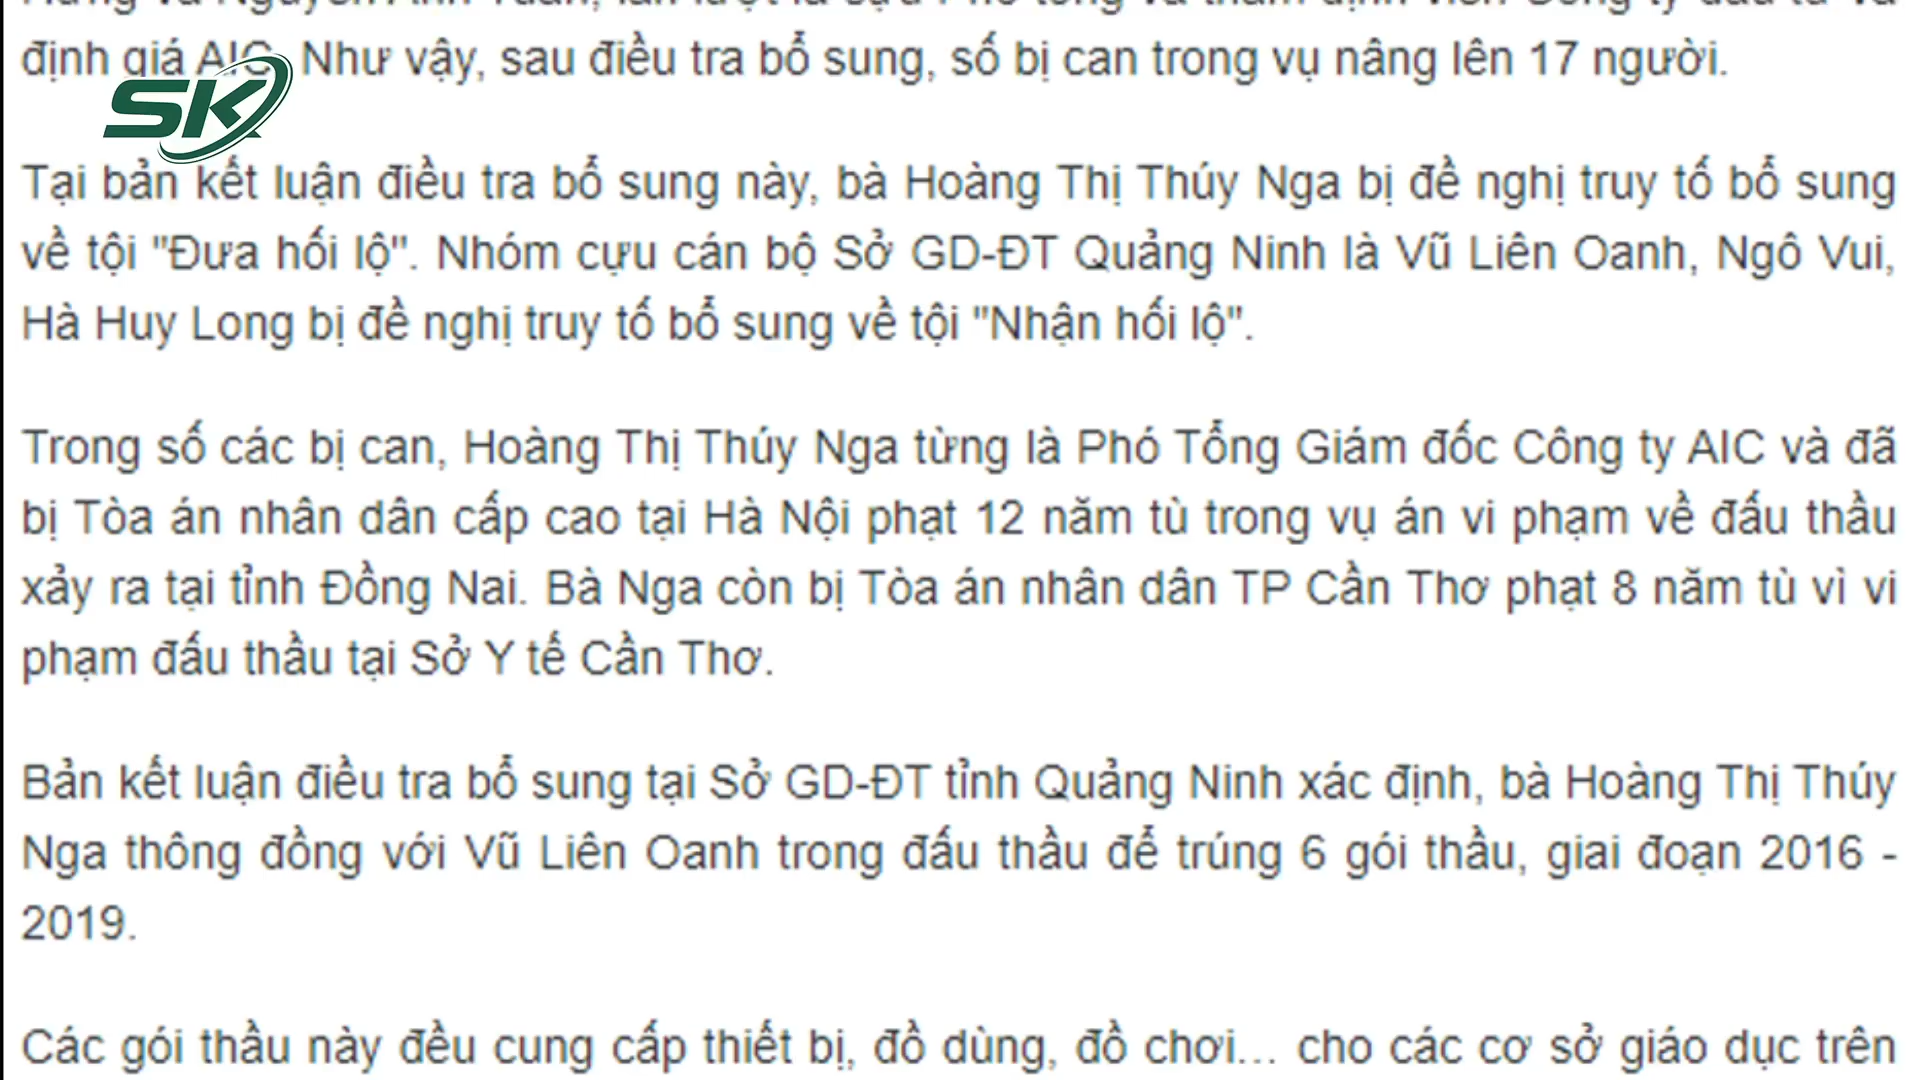 định giá AIC. Như vậy, sau điều tra bổ sung, số bị can trong vụ nâng lên 17 người.
SK
Tại bản kết luận điều tra bổ sung này, bà Hoàng Thị Thúy Nga bị đề nghị truy tố bổ sung
về tội "Đưa hối lộ". Nhóm cựu cán bộ Sở GD-ĐT Quảng Ninh là Vũ Liên Oanh, Ngô Vui,
Hà Huy Long bị đề nghị truy tố bổ sung về tội "Nhận hối lộ".
Trong số các bị can, Hoàng Thị Thúy Nga từng là Phó Tổng Giám đốc Công ty AIC và đã
bị Tòa án nhân dân cấp cao tại Hà Nội phạt 12 năm tù trong vụ án vi phạm về đấu thầu
xảy ra tại tỉnh Đồng Nai. Bà Nga còn bị Tòa án nhân dân TP Cần Thơ phạt 8 năm tù vì vi
phạm đấu thầu tại Sở Y tế Cần Thơ.
Bản kết luận điều tra bổ sung tại Sở GD-ĐT tỉnh Quảng Ninh xác định, bà Hoàng Thị Thúy
Nga thông đồng với Vũ Liên Oanh trong đấu thầu để trúng 6 gói thầu, giai đoạn 2016 -
2019.
Các gói thầu này đều cung cấp thiết bị, đồ dùng, đồ chơi... cho các cơ sở giáo dục trên